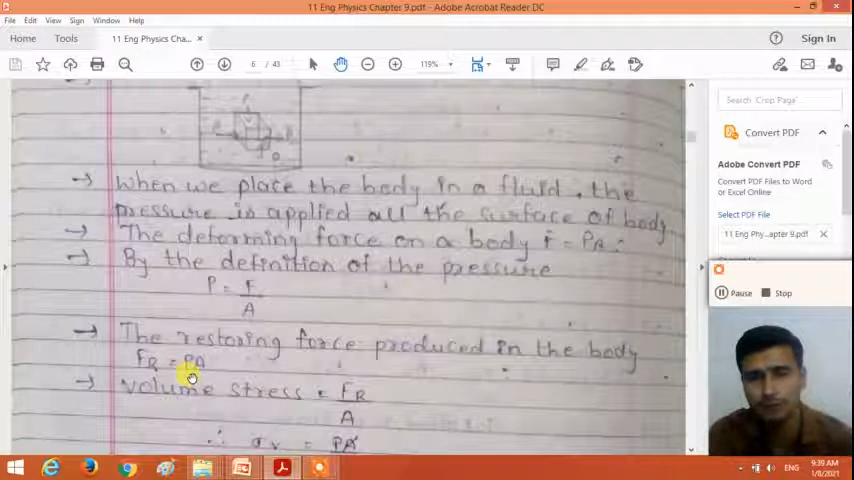 11 Eng Physics Chapter 9.pdf - Adobe Acrobat Reader DC
File Edit View Sign Window Help
Home Tools 11 Eng Physics Cha... × Sign In
6 / 43 119%
Search 'Crop Page'
Convert PDF
Adobe Convert PDF
Convert PDFs to Word or Excel Online
Select PDF File
11 Eng Phy...apter 9.pdf ×
Pause Stop
→ When we place the body in a fluid, the
pressure is applied all the surface of body
→ The deforming force on a body F = PA
→ By the definition of the pressure
P = F
A
→ The restoring force produced in the body
FR = PA
→ volume stress = FR
A
∴ σv = PA
ENG 9:39 AM
1/8/2021